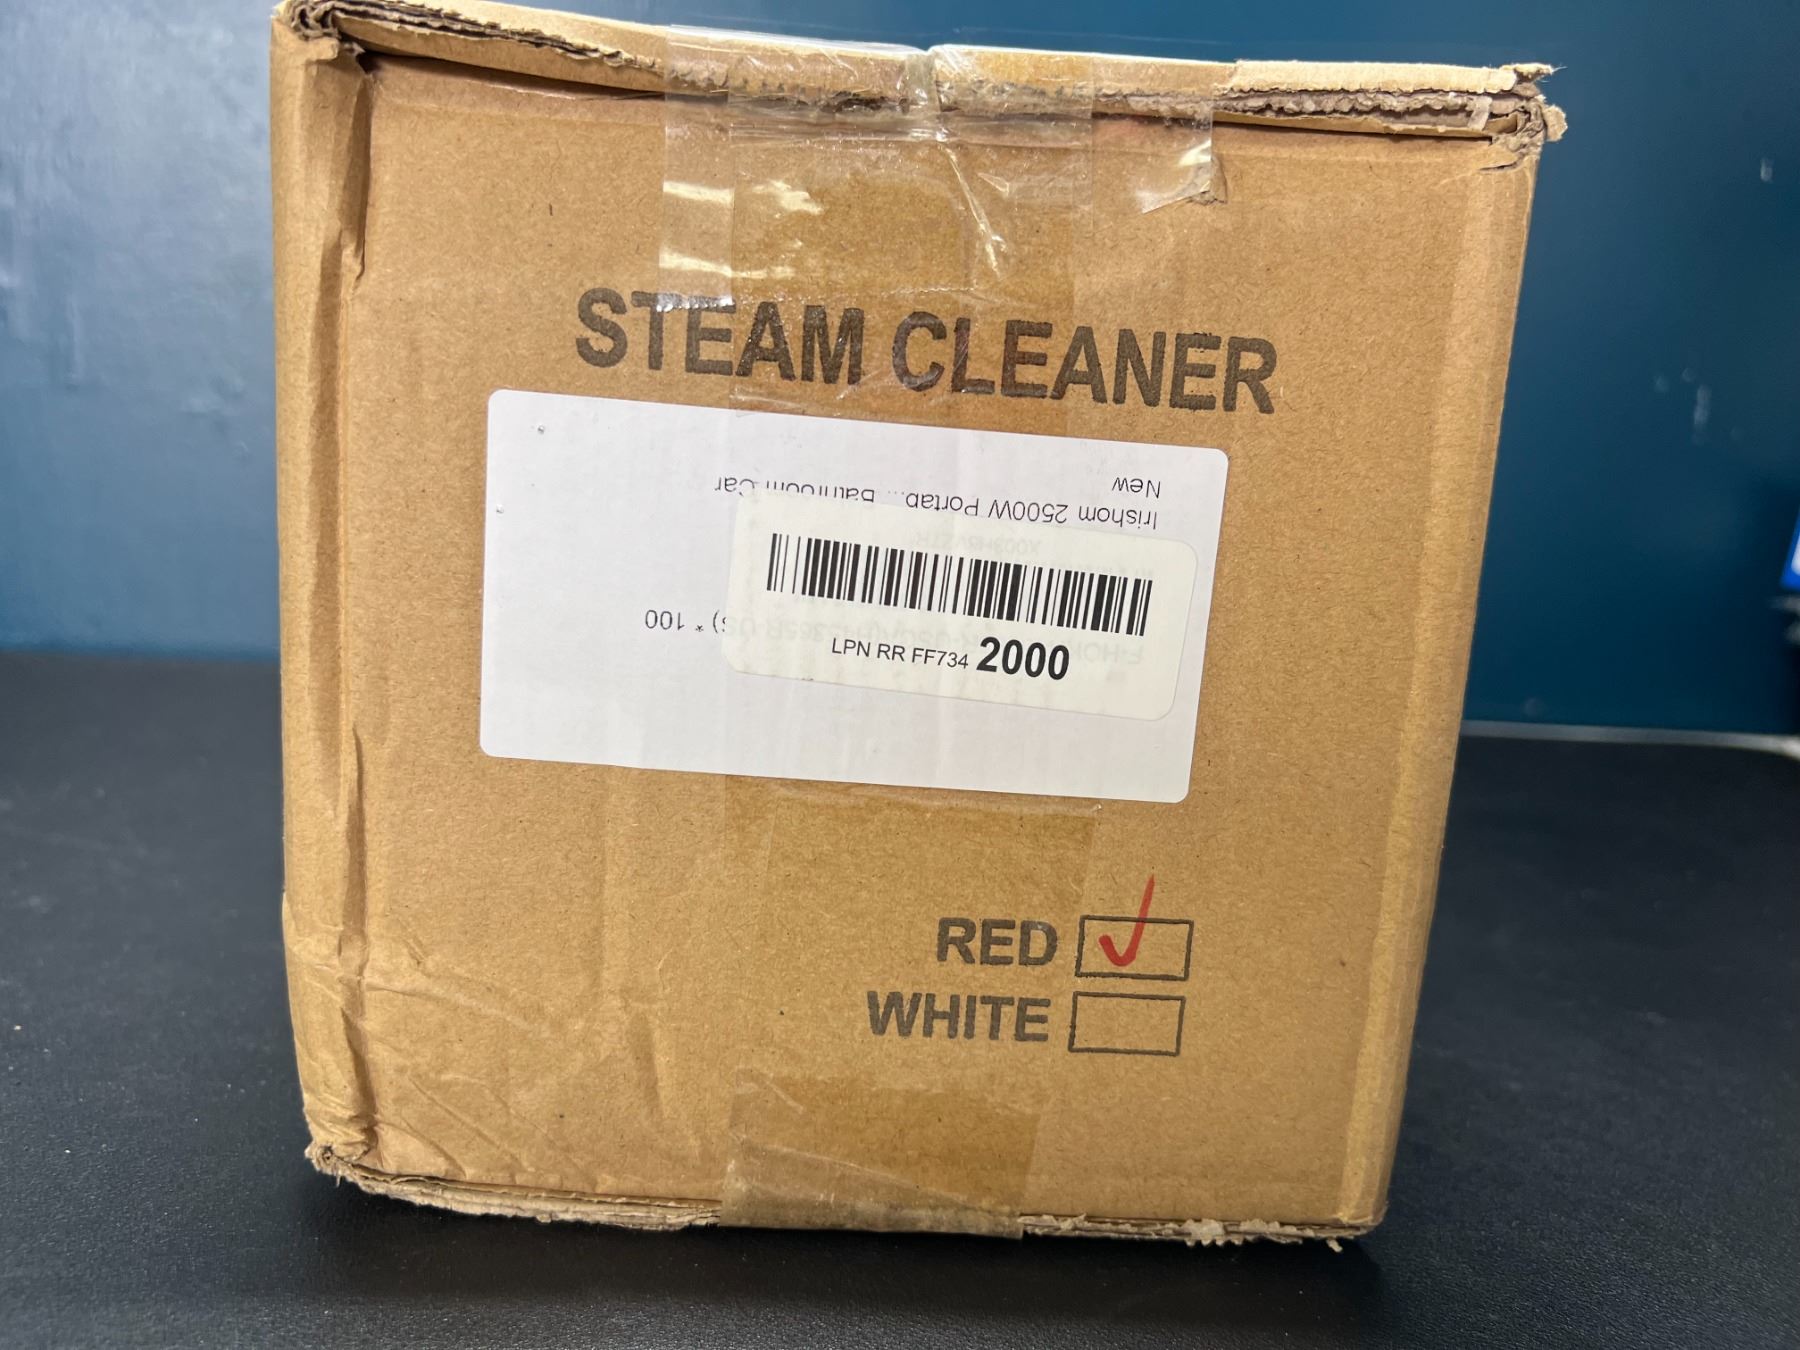 STEAM CLEANER
New
Irishom 2500W Portab... Bathroom Car
LPN RR FF734 2000
) * 100
RED
WHITE